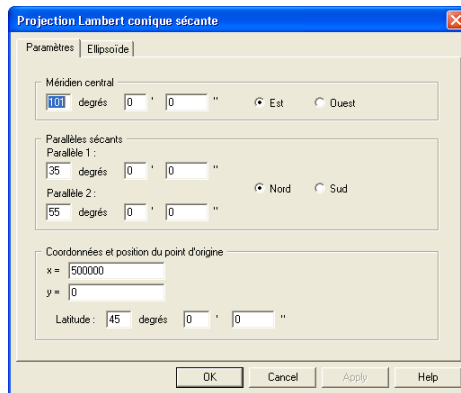 Projection Lambert conique sécante
Paramètres Ellipsoïde
Méridien central
101 degrés 0 ' 0 " Est Ouest
Parallèles sécants
Parallèle 1 :
35 degrés 0 ' 0 "
Nord Sud
Parallèle 2 :
55 degrés 0 ' 0 "
Coordonnées et position du point d'origine
x = 500000
y = 0
Latitude : 45 degrés 0 ' 0 "
OK Cancel Apply Help